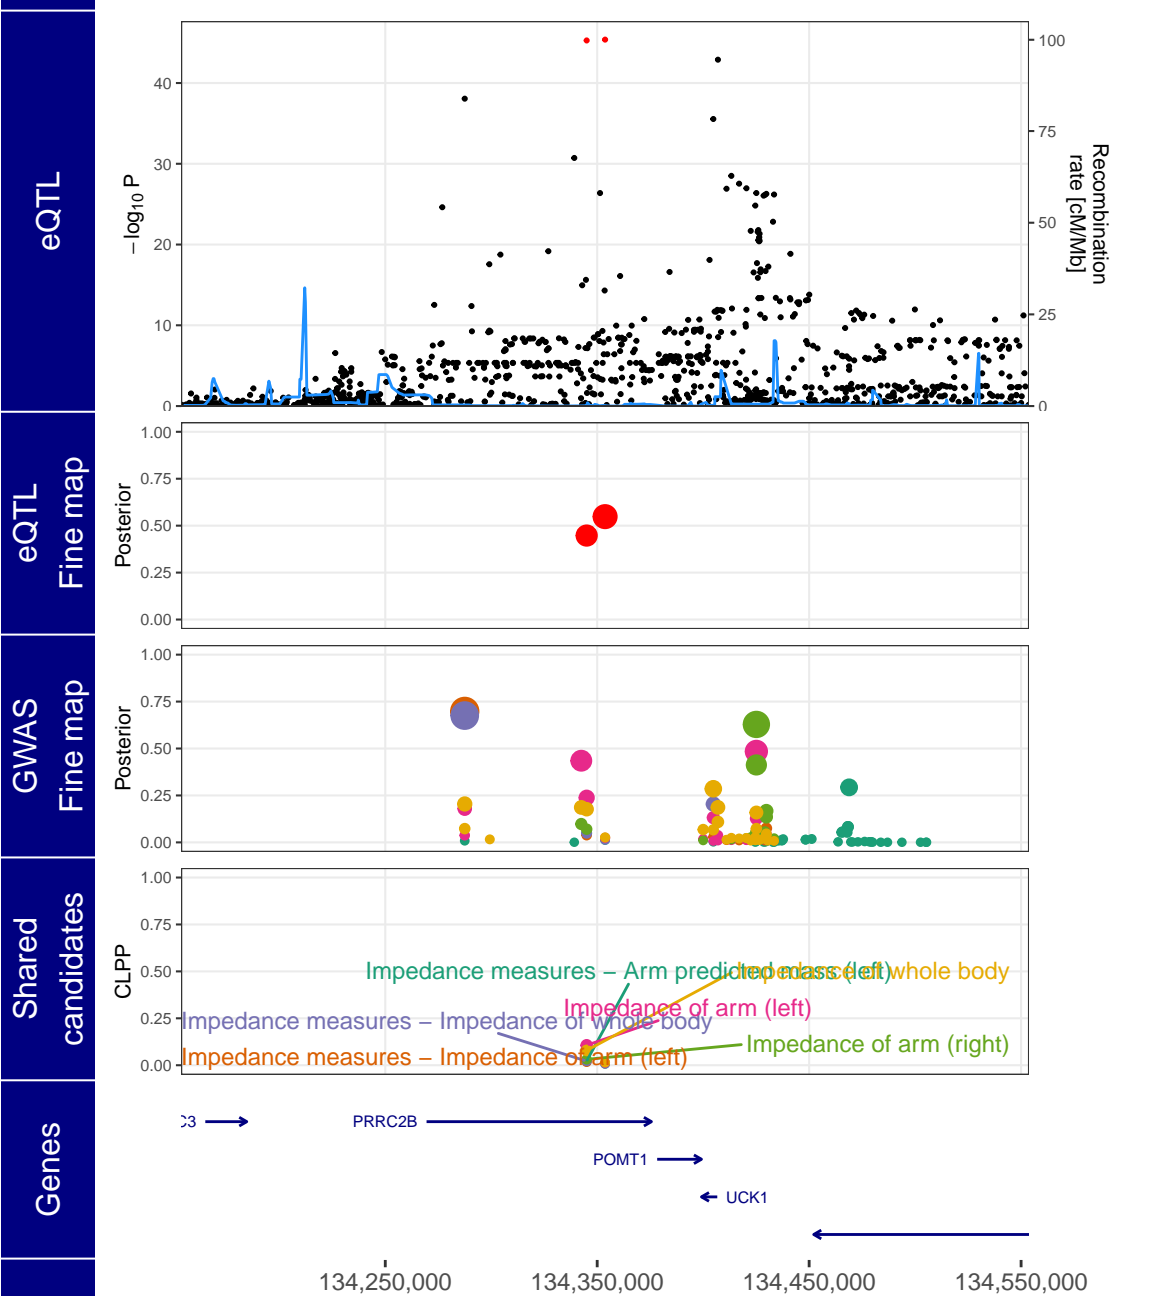 eQTL
−log10 P
40
30
20
10
0
100
75
50
25
0
Recombination
rate [cM/Mb]
eQTL
Fine map
Posterior
1.00
0.75
0.50
0.25
0.00
GWAS
Fine map
Posterior
1.00
0.75
0.50
0.25
0.00
Shared
candidates
CLPP
1.00
0.75
0.50
0.25
0.00
Impedance measures − Arm predicted mass (left)
Impedance of whole body
Impedance of arm (left)
Impedance measures − Impedance of whole body
Impedance of arm (right)
Impedance measures − Impedance of arm (left)
Genes
C3
PRRC2B
POMT1
UCK1
134,250,000
134,350,000
134,450,000
134,550,000